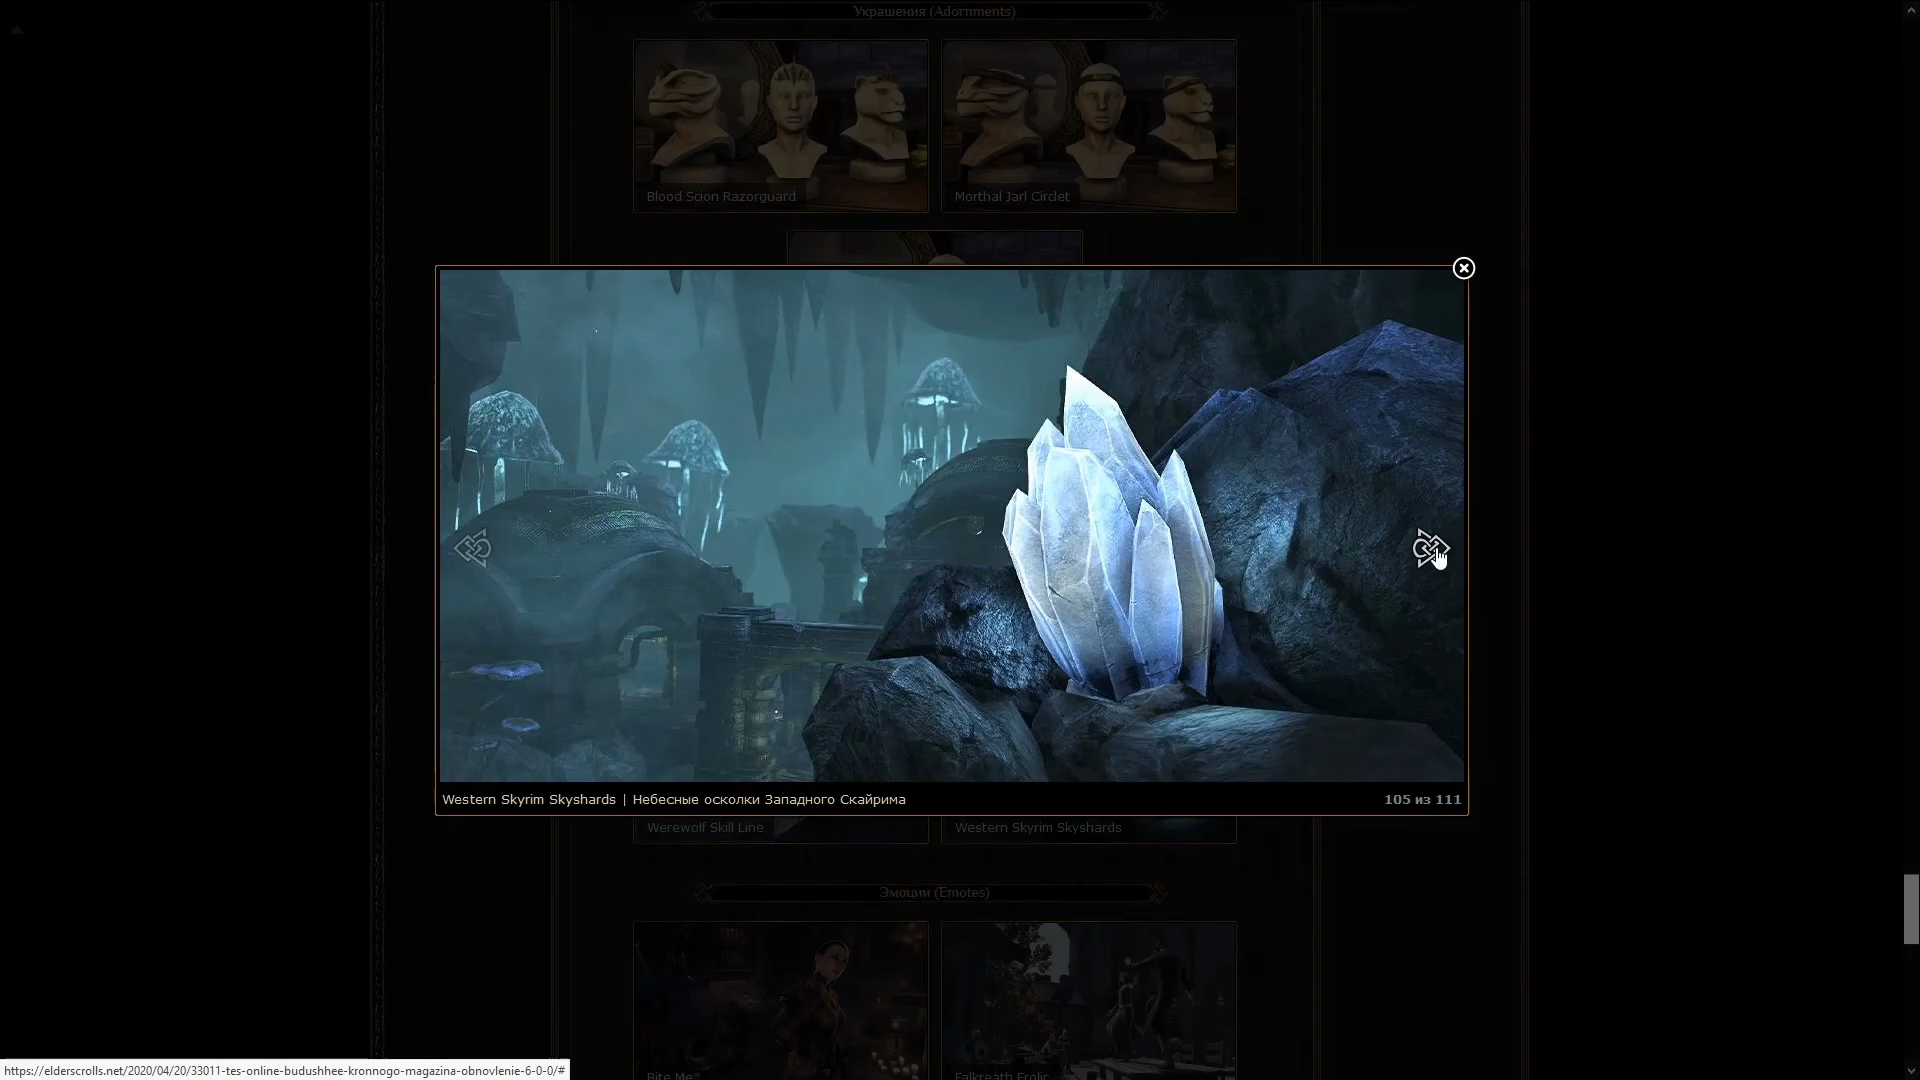 Украшения (Adornments)
Blood Scion Razorguard
Morthal Jarl Circlet
Western Skyrim Skyshards | Небесные осколки Западного Скайрима
105 из 111
Werewolf Skill Line
Western Skyrim Skyshards
Эмоции (Emotes)
Bite Me
Falkreath Frolic
https://elderscrolls.net/2020/04/20/33011-tes-online-budushhee-kronnogo-magazina-obnovlenie-6-0-0/#